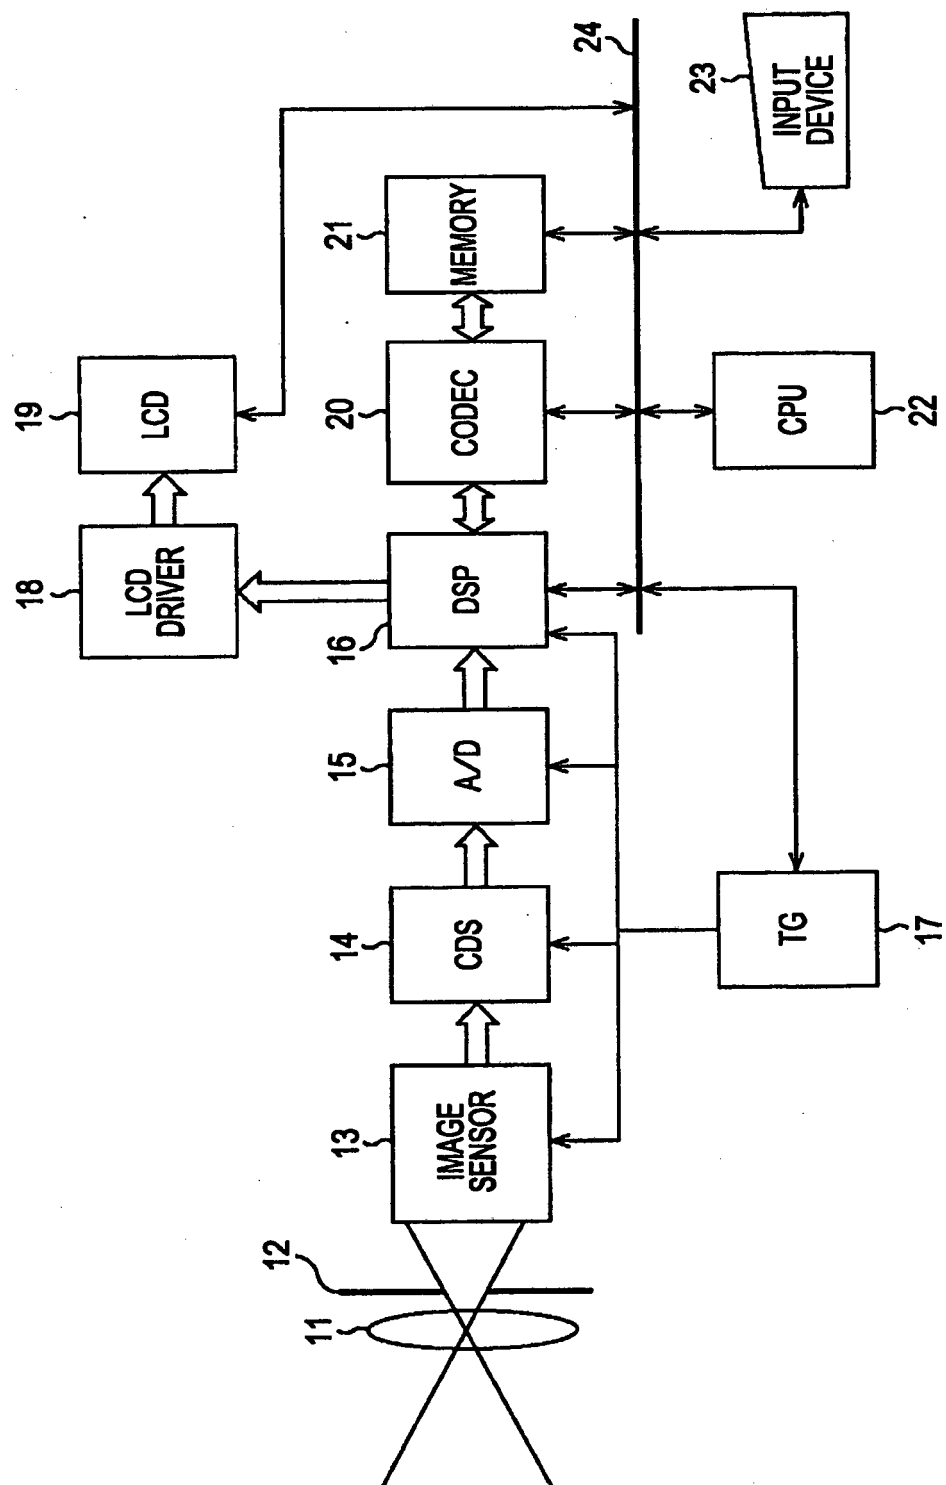 19
LCD
18
LCD
DRIVER
11
12
13
IMAGE
SENSOR
14
CDS
15
A/D
16
DSP
20
CODEC
21
MEMORY
24
17
TG
22
CPU
23
INPUT
DEVICE